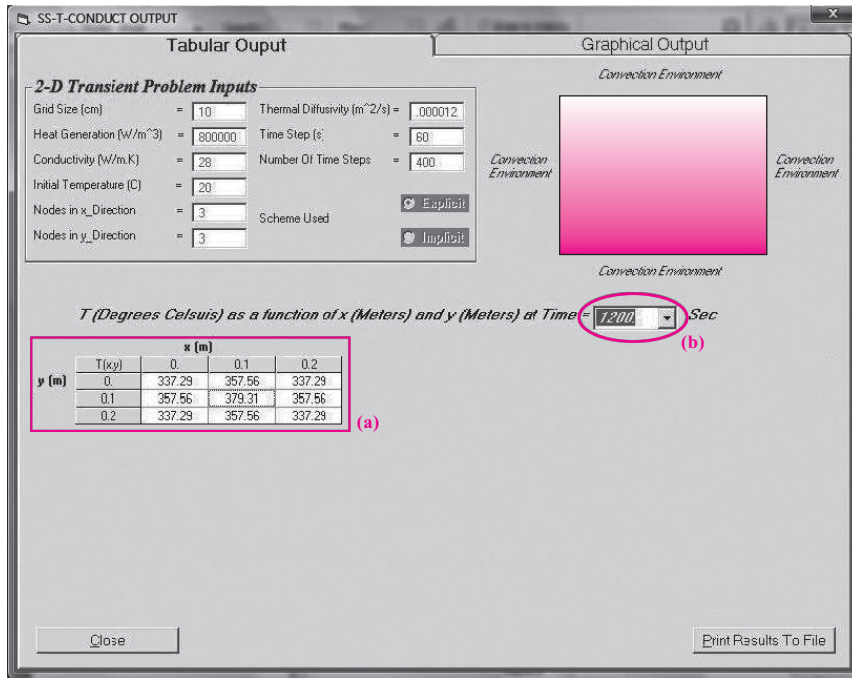 SS-T-CONDUCT OUTPUT
Tabular Ouput
Graphical Output
2-D Transient Problem Inputs
Grid Size (cm) = 10
Thermal Diffusivity (m^2/s) = .000012
Heat Generation (W/m^3) = 800000
Time Step (s) = 60
Conductivity (W/m.K) = 28
Number Of Time Steps = 400
Initial Temperature (C) = 20
Nodes in x_Direction = 3
Scheme Used
Explicit
Nodes in y_Direction = 3
Implicit
Convection Environment
Convection Environment
Convection Environment
Convection Environment
T (Degrees Celsuis) as a function of x (Meters) and y (Meters) at Time = 1200. Sec
(b)
x (m)
y (m)
T(x,y) 0. 0.1 0.2
0. 337.29 357.56 337.29
0.1 357.56 379.31 357.56
0.2 337.29 357.56 337.29
(a)
Close
Print Results To File